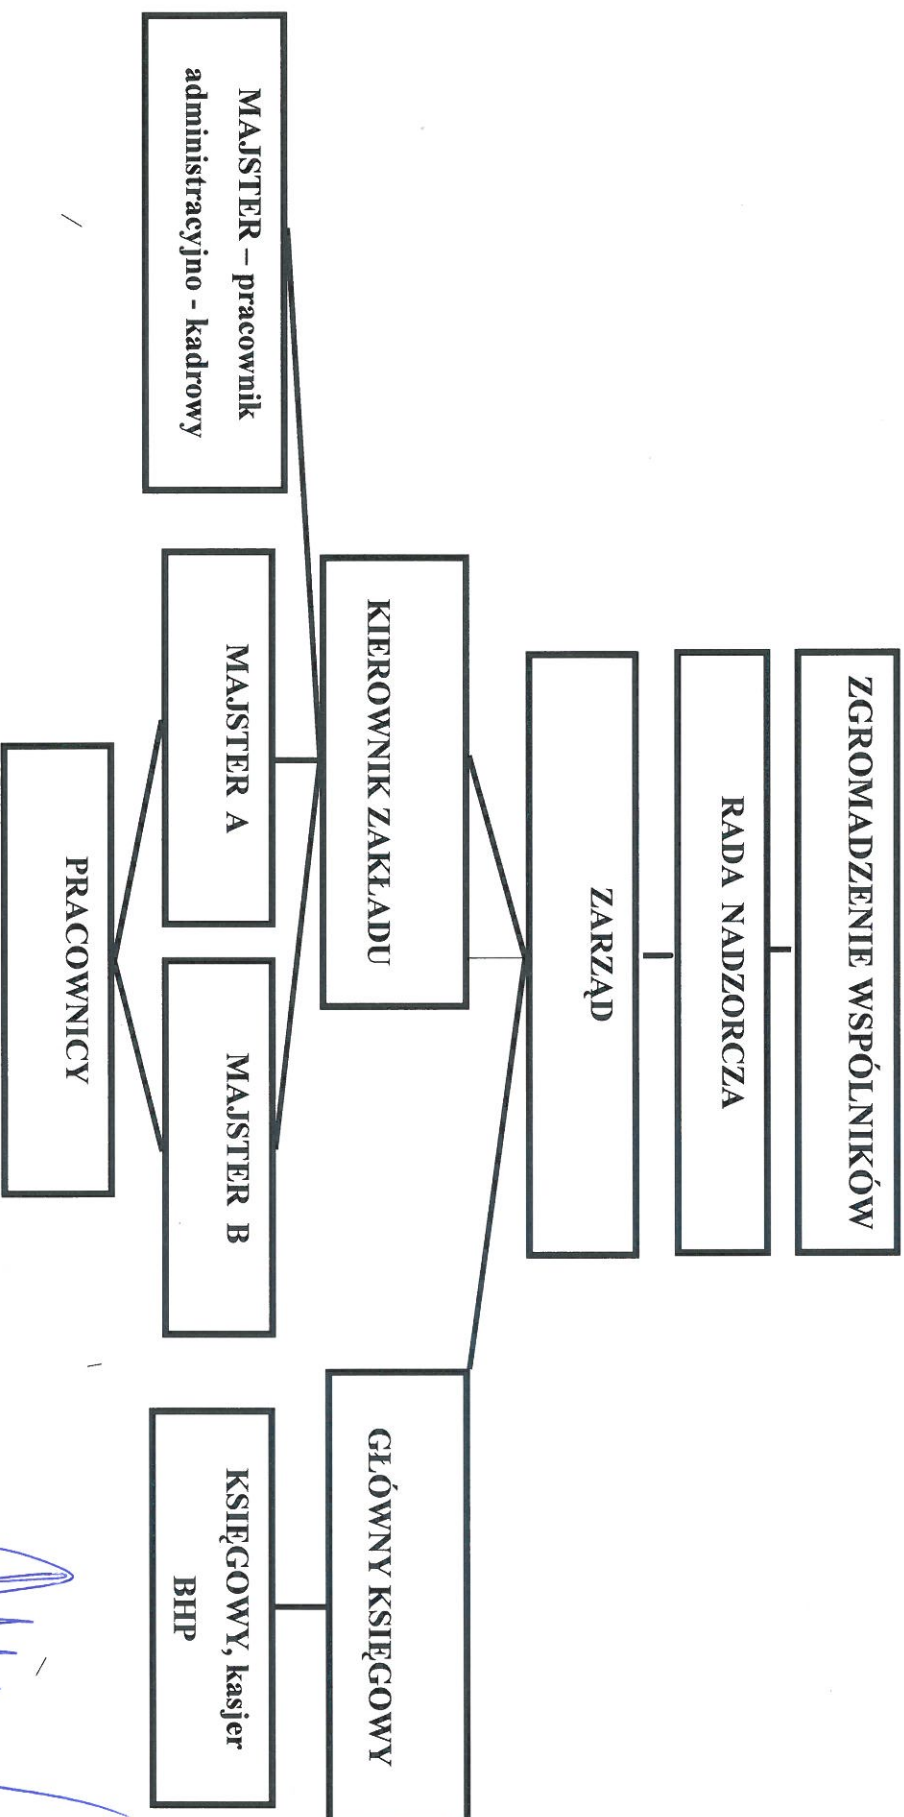 ZGROMADZENIE WSPÓLNIKÓW
RADA NADZORCZA
ZARZĄD
KIEROWNIK ZAKŁADU
GŁÓWNY KSIĘGOWY
MAJSTER – pracownik
administracyjno - kadrowy
MAJSTER A
MAJSTER B
KSIĘGOWY, kasjer
BHP
PRACOWNICY